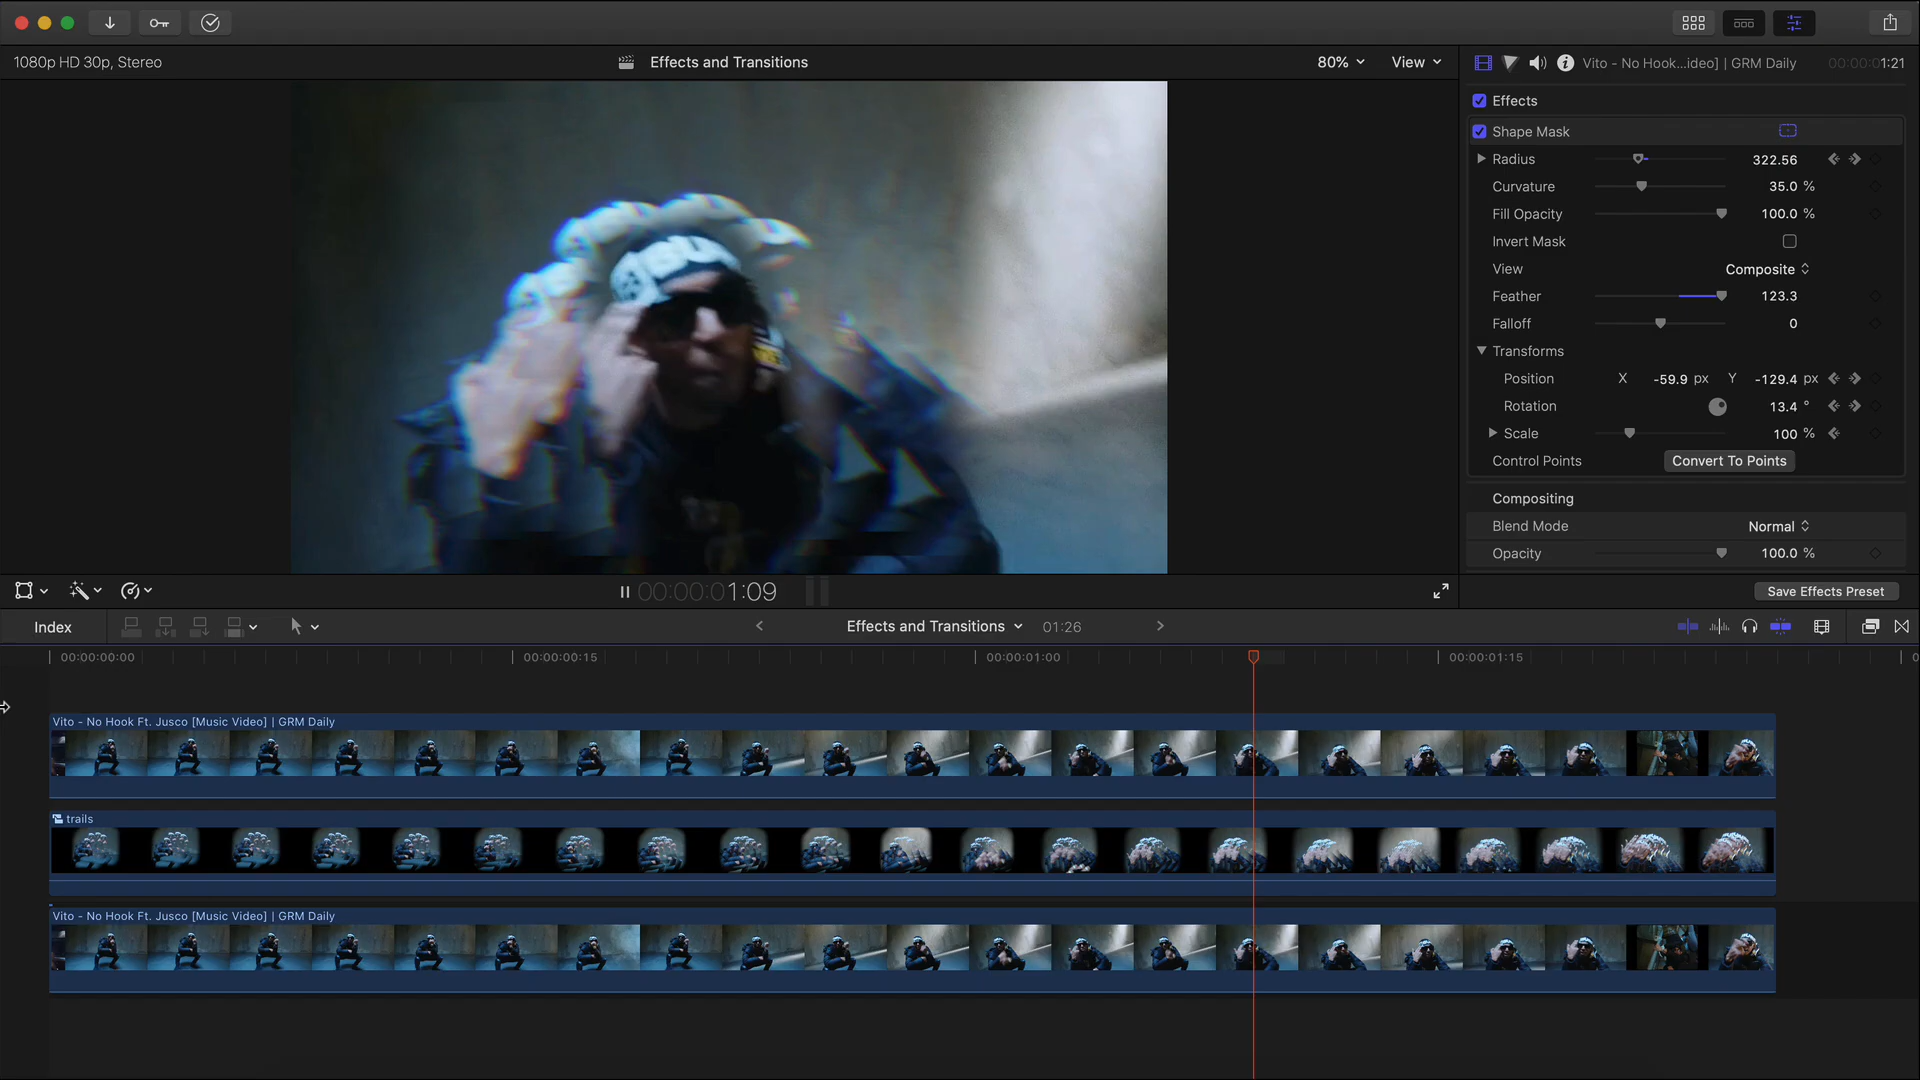 1080p HD 30p, Stereo
Effects and Transitions
80%
View
Vito - No Hook...ideo] | GRM Daily
00:00:01:21
Effects
Shape Mask
Radius 322.56
Curvature 35.0 %
Fill Opacity 100.0 %
Invert Mask
View Composite
Feather 123.3
Falloff 0
Transforms
Position X -59.9 px Y -129.4 px
Rotation 13.4 °
Scale 100 %
Control Points Convert To Points
Compositing
Blend Mode Normal
Opacity 100.0 %
00:00:01:09
Save Effects Preset
Index
Effects and Transitions 01:26
00:00:00:00 00:00:00:15 00:00:01:00 00:00:01:15
Vito - No Hook Ft. Jusco [Music Video] | GRM Daily
trails
Vito - No Hook Ft. Jusco [Music Video] | GRM Daily